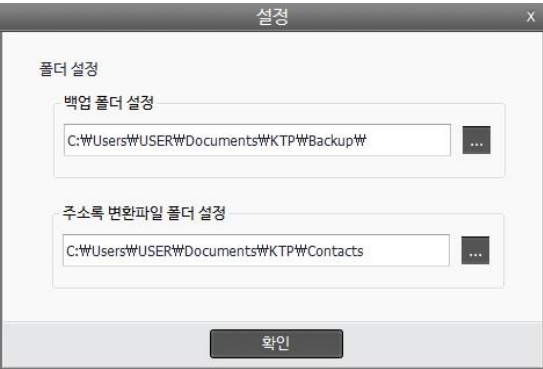 설정
X
폴더 설정
백업 폴더 설정
C:₩Users₩USER₩Documents₩KTP₩Backup₩
...
주소록 변환파일 폴더 설정
C:₩Users₩USER₩Documents₩KTP₩Contacts
...
확인